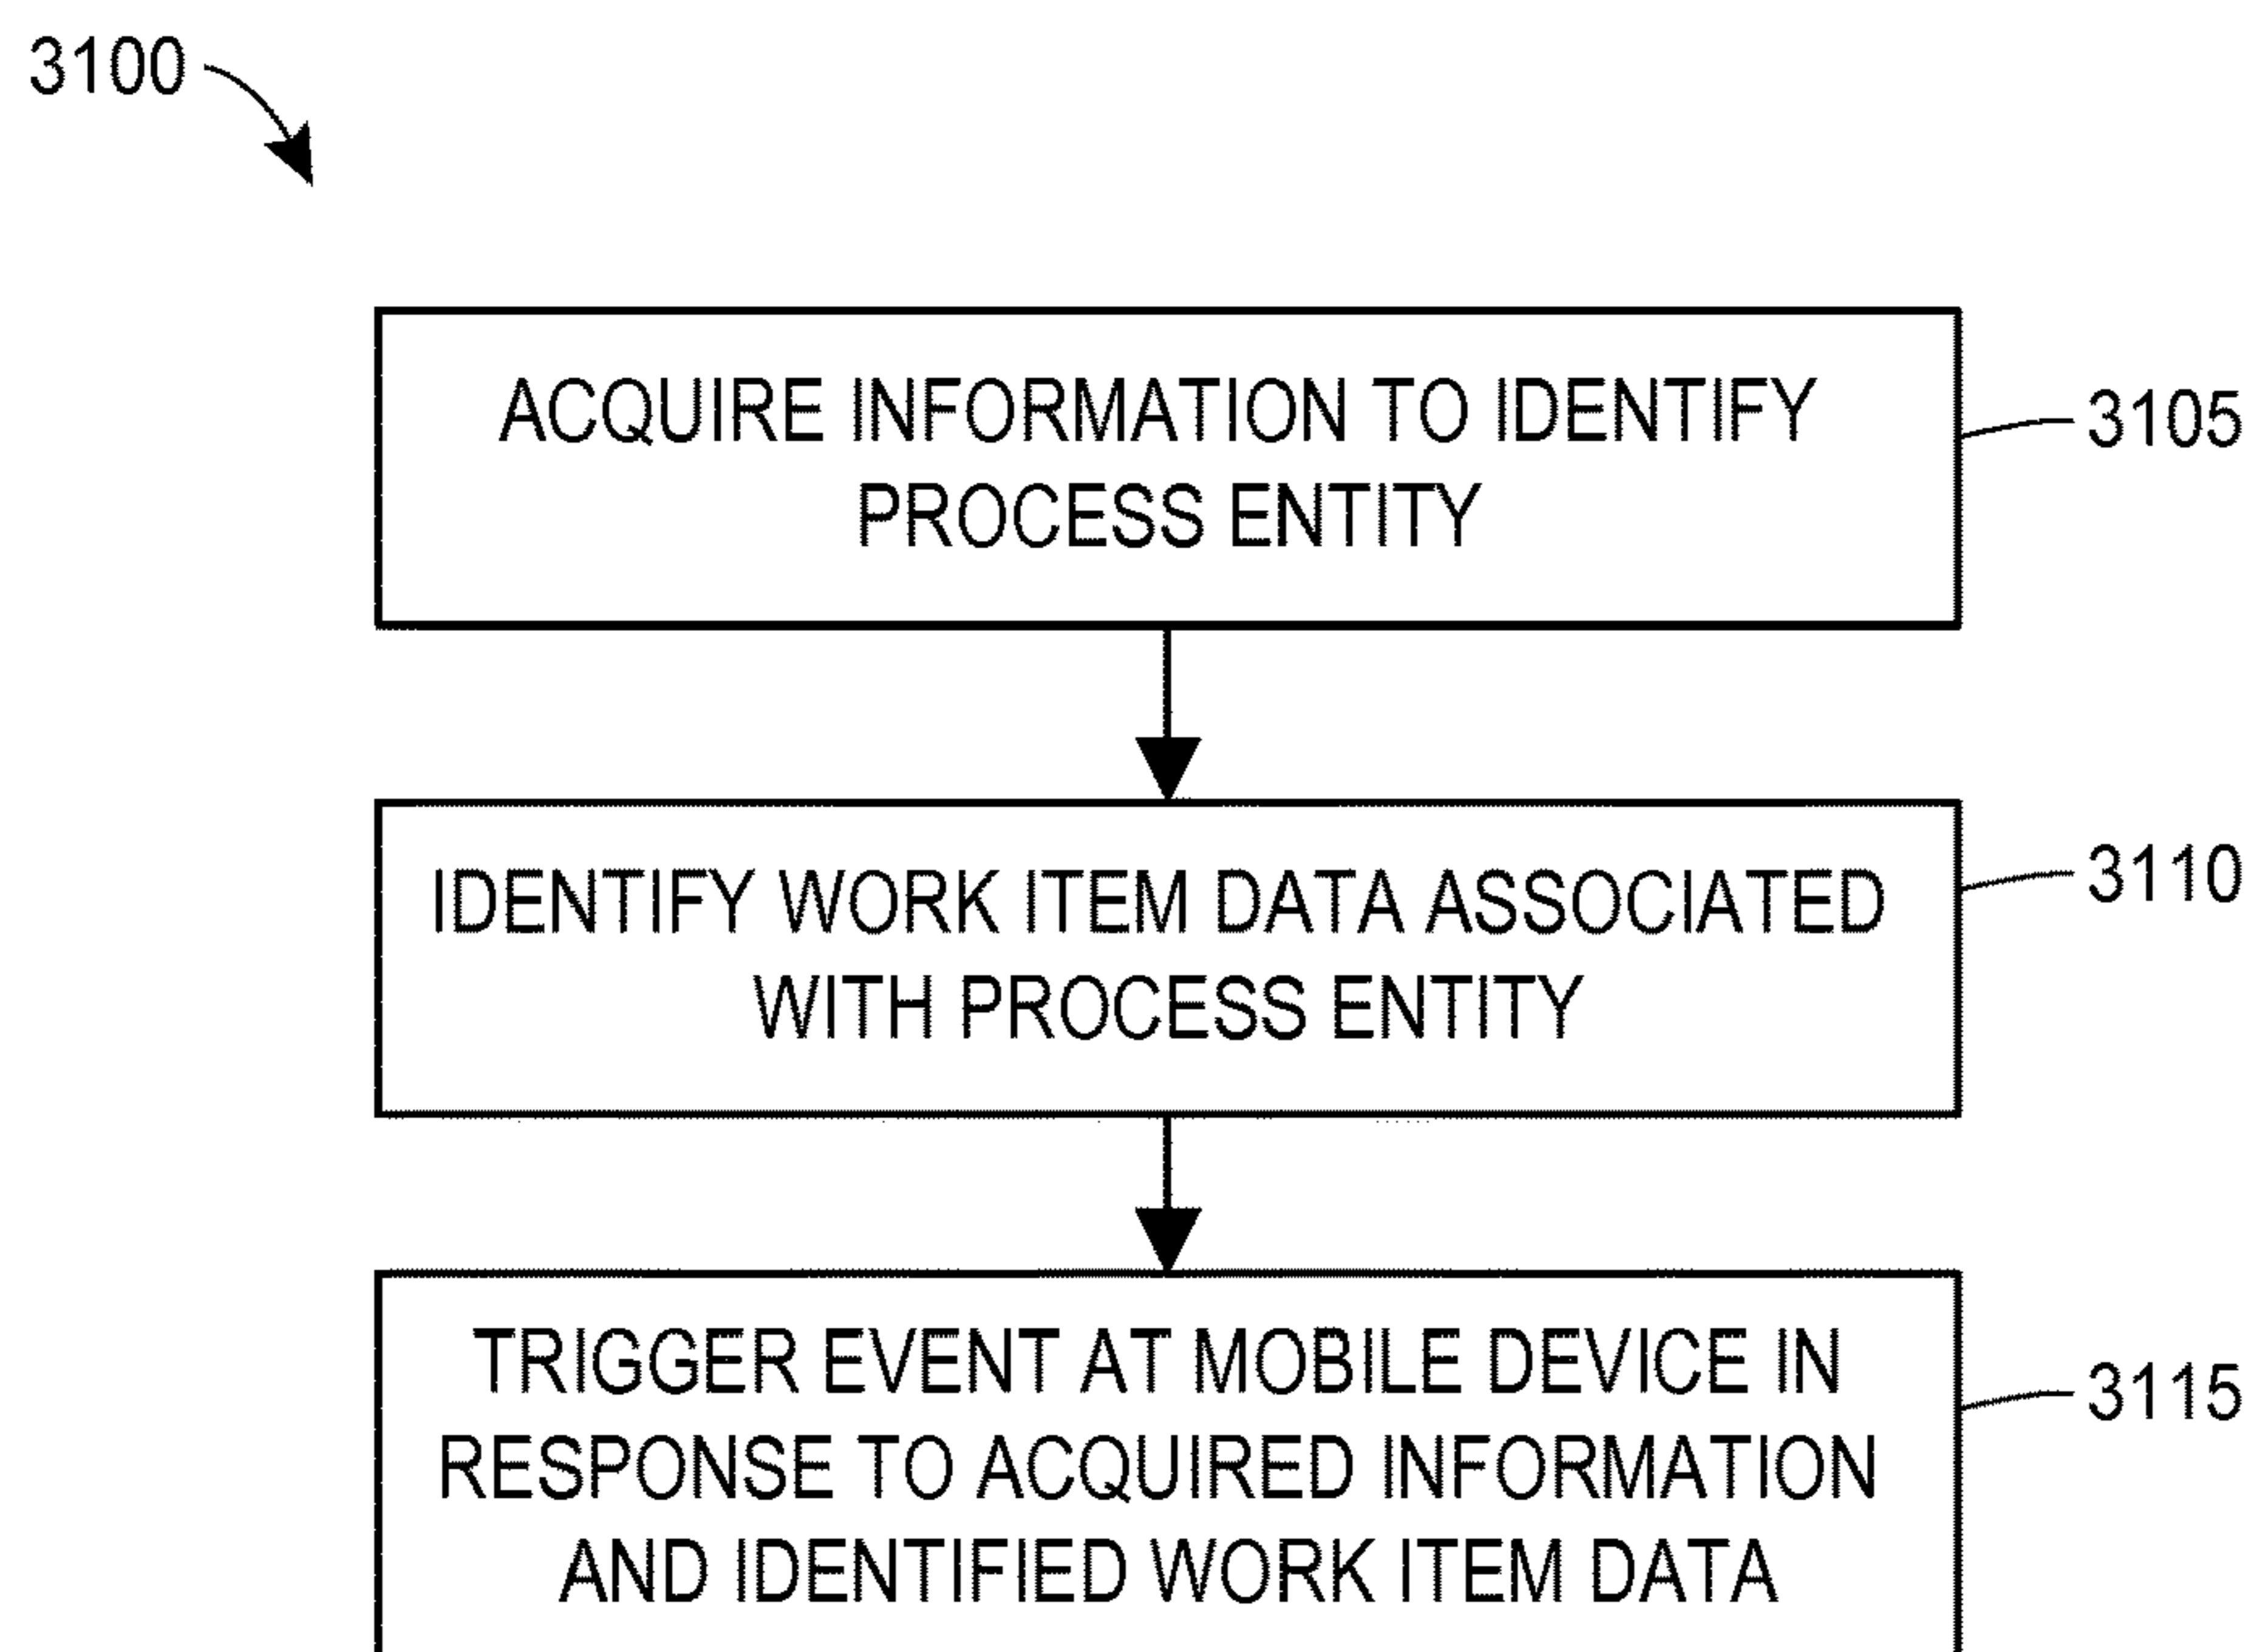 3100
ACQUIRE INFORMATION TO IDENTIFY
PROCESS ENTITY
3105
IDENTIFY WORK ITEM DATA ASSOCIATED
WITH PROCESS ENTITY
3110
TRIGGER EVENT AT MOBILE DEVICE IN
RESPONSE TO ACQUIRED INFORMATION
AND IDENTIFIED WORK ITEM DATA
3115